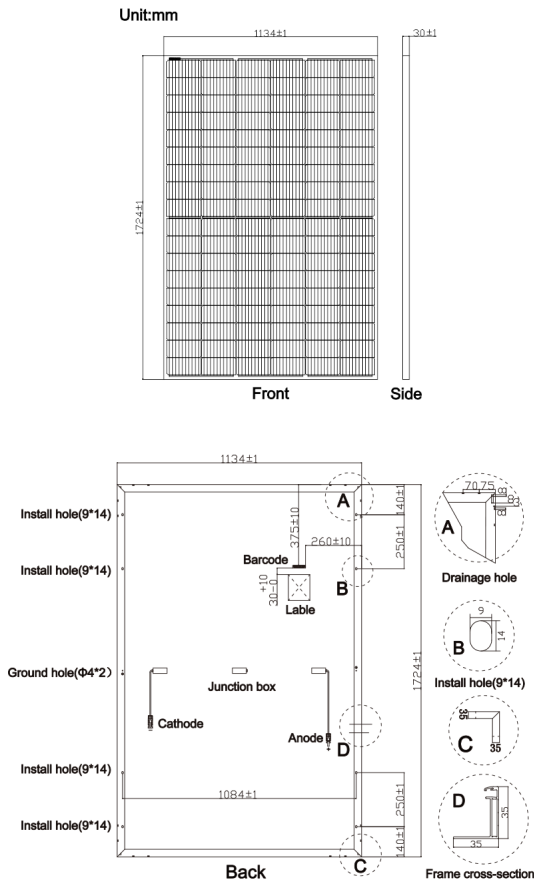 Unit:mm
1134±1
30±1
1724±1
Front
Side
1134±1
Install hole(9*14)
Install hole(9*14)
Ground hole(Φ4*2)
Install hole(9*14)
Install hole(9*14)
A
140±1
250±1
375±10
260±10
Barcode
+10
30-0
Lable
B
Junction box
Cathode
Anode
D
1724±1
1084±1
250±1
140±1
C
Back
70,75
A
Drainage hole
9
14
B
Install hole(9*14)
35
35
C
D
35
35
Frame cross-section